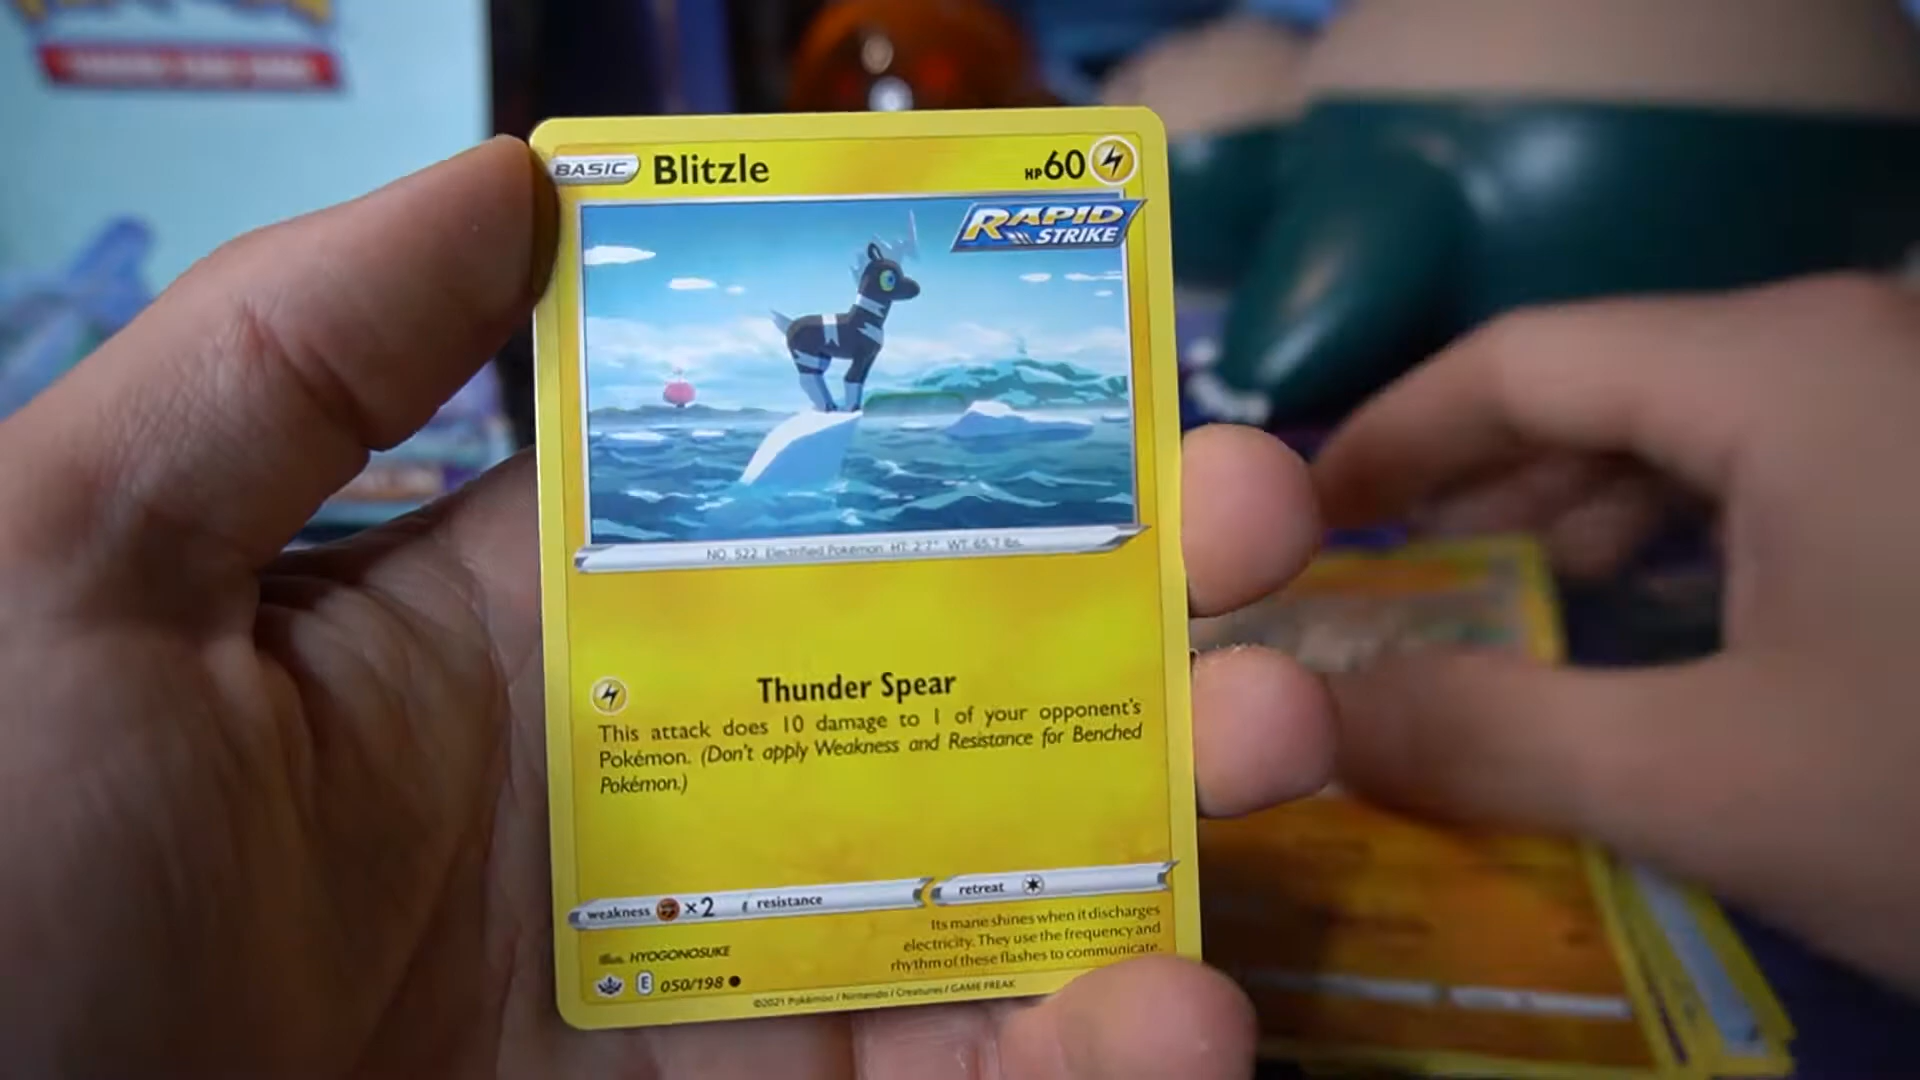 BASIC Blitzle HP60
RAPID
STRIKE
NO. 522 Electrified Pokémon HT: 2'7" WT: 65.7 lbs.
Thunder Spear
This attack does 10 damage to 1 of your opponent's
Pokémon. (Don't apply Weakness and Resistance for Benched
Pokémon.)
weakness ×2 resistance retreat
Its mane shines when it discharges
electricity. They use the frequency and
rhythm of these flashes to communicate.
Illus. HYOGONOSUKE
E 050/198
©2021 Pokémon / Nintendo / Creatures / GAME FREAK